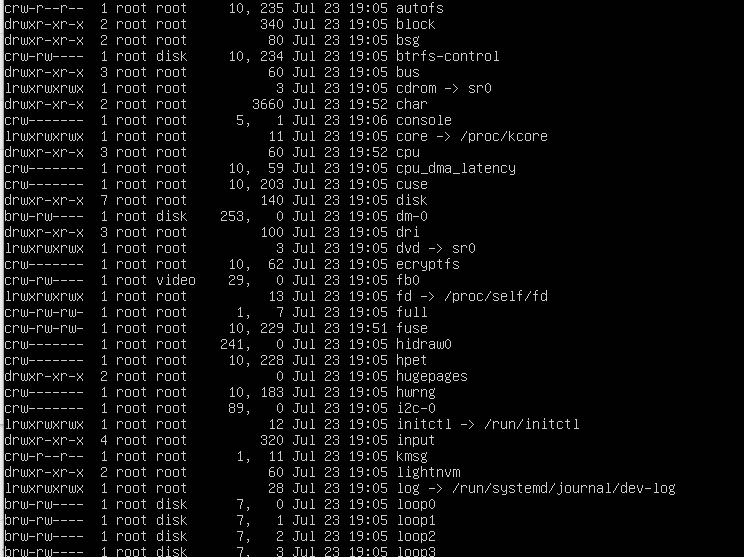 crw-r--r--  1 root root     10, 235 Jul 23 19:05 autofs
drwxr-xr-x  2 root root         340 Jul 23 19:05 block
drwxr-xr-x  2 root root          80 Jul 23 19:05 bsg
crw-rw----  1 root disk     10, 234 Jul 23 19:05 btrfs-control
drwxr-xr-x  3 root root          60 Jul 23 19:05 bus
lrwxrwxrwx  1 root root           3 Jul 23 19:05 cdrom -> sr0
drwxr-xr-x  2 root root        3660 Jul 23 19:52 char
crw-------  1 root root      5,   1 Jul 23 19:06 console
lrwxrwxrwx  1 root root          11 Jul 23 19:05 core -> /proc/kcore
drwxr-xr-x  3 root root          60 Jul 23 19:52 cpu
crw-------  1 root root     10,  59 Jul 23 19:05 cpu_dma_latency
crw-------  1 root root     10, 203 Jul 23 19:05 cuse
drwxr-xr-x  7 root root         140 Jul 23 19:05 disk
brw-rw----  1 root disk    253,   0 Jul 23 19:05 dm-0
drwxr-xr-x  3 root root         100 Jul 23 19:05 dri
lrwxrwxrwx  1 root root           3 Jul 23 19:05 dvd -> sr0
crw-------  1 root root     10,  62 Jul 23 19:05 ecryptfs
crw-rw----  1 root video    29,   0 Jul 23 19:05 fb0
lrwxrwxrwx  1 root root          13 Jul 23 19:05 fd -> /proc/self/fd
crw-rw-rw-  1 root root      1,   7 Jul 23 19:05 full
crw-rw-rw-  1 root root     10, 229 Jul 23 19:51 fuse
crw-------  1 root root    241,   0 Jul 23 19:05 hidraw0
crw-------  1 root root     10, 228 Jul 23 19:05 hpet
drwxr-xr-x  2 root root           0 Jul 23 19:05 hugepages
crw-------  1 root root     10, 183 Jul 23 19:05 hwrng
crw-------  1 root root     89,   0 Jul 23 19:05 i2c-0
lrwxrwxrwx  1 root root          12 Jul 23 19:05 initctl -> /run/initctl
drwxr-xr-x  4 root root         320 Jul 23 19:05 input
crw-r--r--  1 root root      1,  11 Jul 23 19:05 kmsg
drwxr-xr-x  2 root root          60 Jul 23 19:05 lightnvm
lrwxrwxrwx  1 root root          28 Jul 23 19:05 log -> /run/systemd/journal/dev-log
brw-rw----  1 root disk      7,   0 Jul 23 19:05 loop0
brw-rw----  1 root disk      7,   1 Jul 23 19:05 loop1
brw-rw----  1 root disk      7,   2 Jul 23 19:05 loop2
brw-rw----  1 root disk      7,   3 Jul 23 19:05 loop3